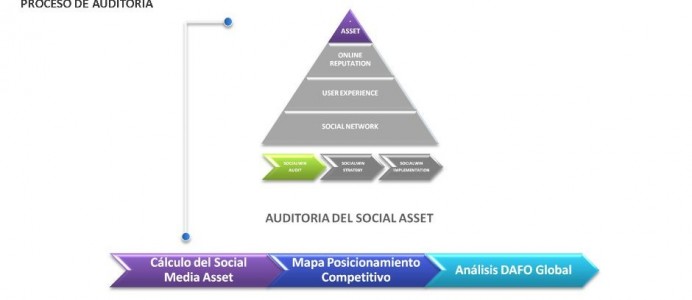 PROCESO DE AUDITORIA
ASSET
ONLINE
REPUTATION
USER EXPERIENCE
SOCIAL NETWORK
SOCIALWIN
AUDIT
SOCIALWIN
STRATEGY
SOCIALWIN
IMPLEMENTATION
AUDITORIA DEL SOCIAL ASSET
Cálculo del Social
Media Asset
Mapa Posicionamiento
Competitivo
Análisis DAFO Global